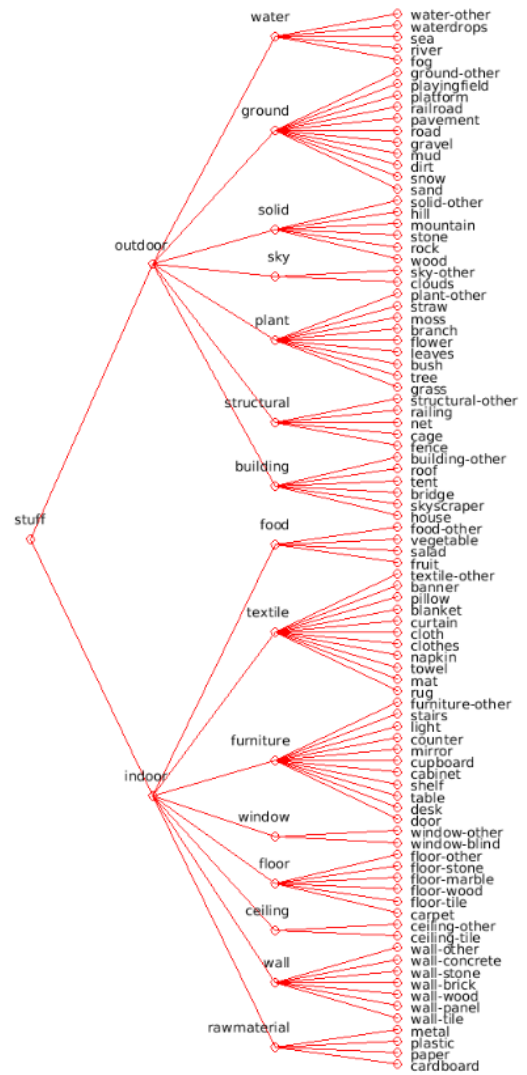 water
water-other
waterdrops
sea
river
fog
ground
ground-other
playingfield
platform
railroad
pavement
road
gravel
mud
dirt
snow
sand
solid
solid-other
hill
mountain
stone
rock
wood
outdoor
sky
sky-other
clouds
plant
plant-other
straw
moss
branch
flower
leaves
bush
tree
grass
structural
structural-other
railing
net
cage
fence
building
building-other
roof
tent
bridge
skyscraper
house
stuff
food
food-other
vegetable
salad
fruit
textile
textile-other
banner
pillow
blanket
curtain
cloth
clothes
napkin
towel
mat
rug
furniture
furniture-other
stairs
light
counter
mirror
cupboard
cabinet
shelf
table
desk
door
indoor
window
window-other
window-blind
floor
floor-other
floor-stone
floor-marble
floor-wood
floor-tile
carpet
ceiling
ceiling-other
ceiling-tile
wall
wall-other
wall-concrete
wall-stone
wall-brick
wall-wood
wall-panel
wall-tile
rawmaterial
metal
plastic
paper
cardboard